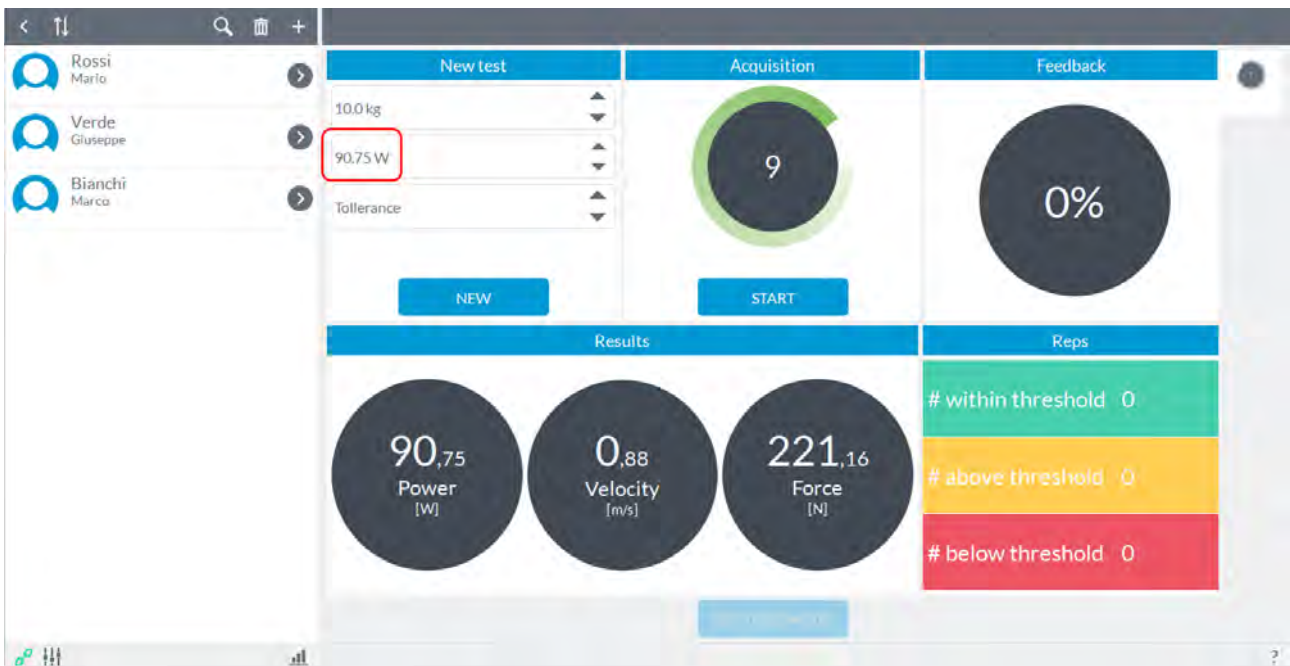 Rossi
Mario
Verde
Giuseppe
Bianchi
Marco
New test
10.0 kg
90.75 W
Tollerance
NEW
Acquisition
9
START
Feedback
0%
Results
90,75
Power
[W]
0,88
Velocity
[m/s]
221,16
Force
[N]
Reps
# within threshold 0
# above threshold 0
# below threshold 0
?